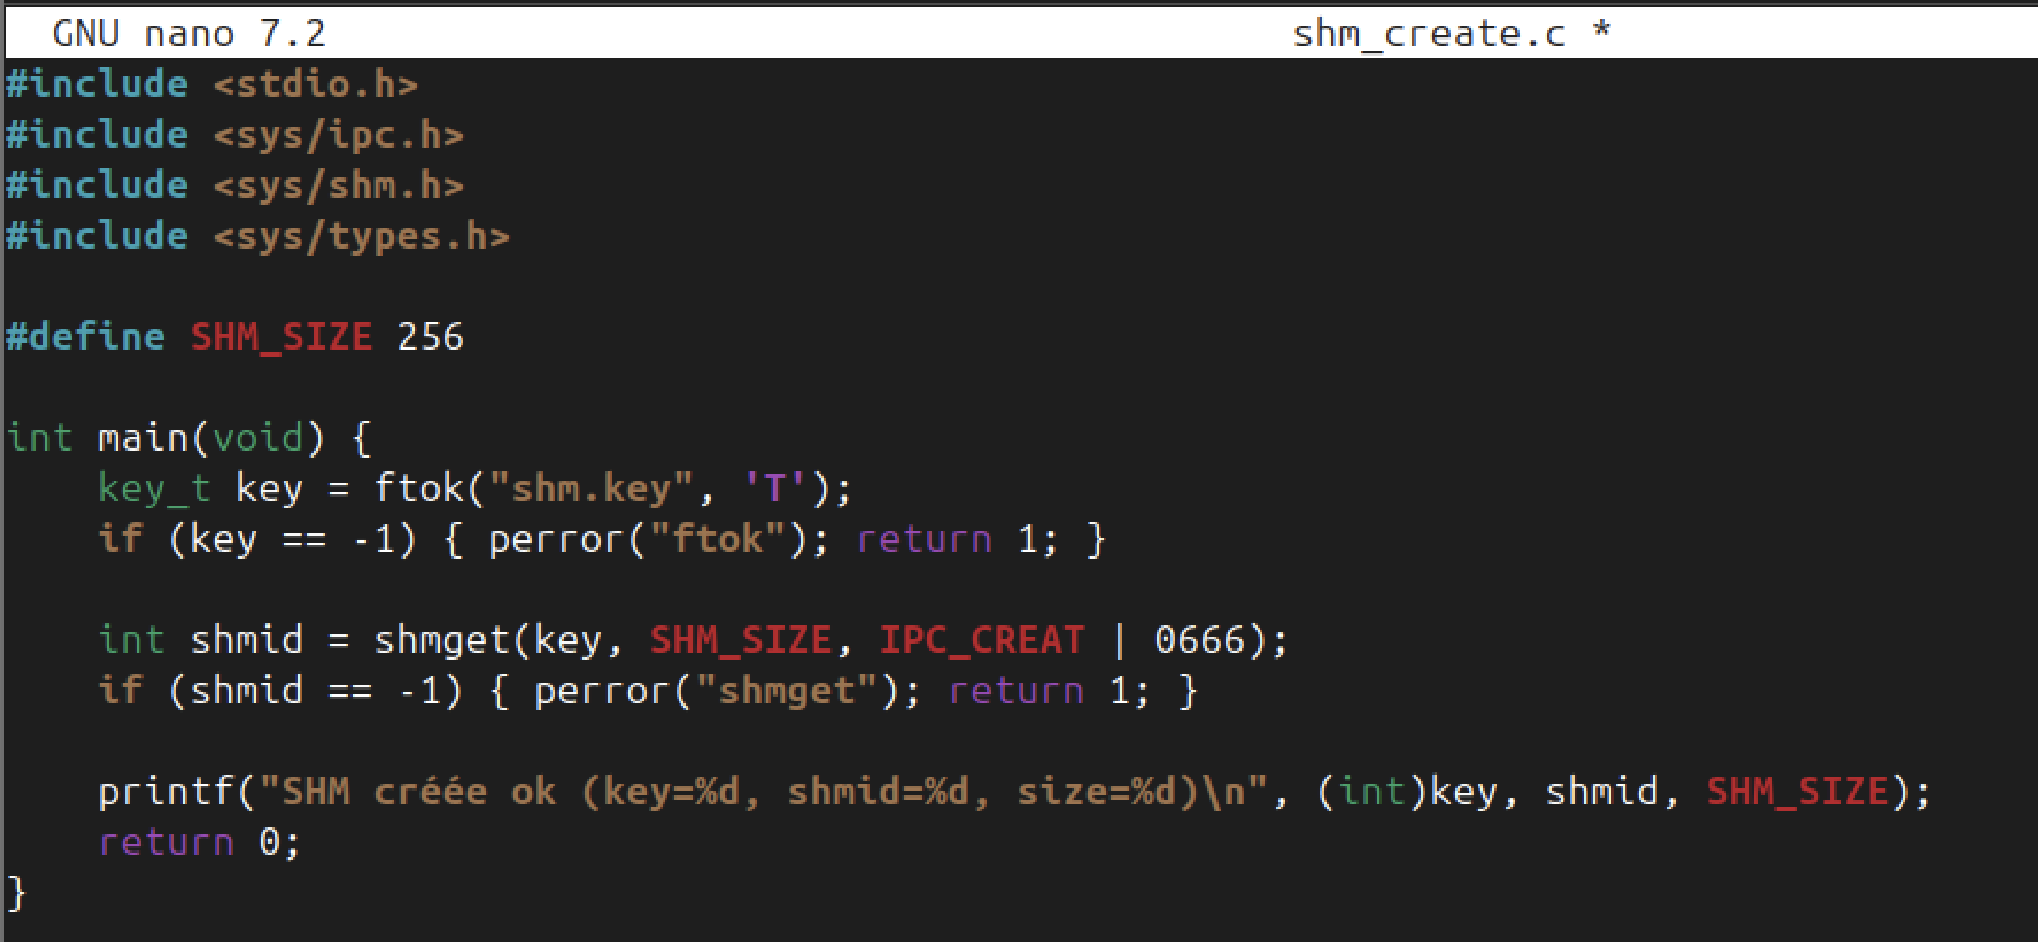 GNU nano 7.2 shm_create.c *
#include <stdio.h>
#include <sys/ipc.h>
#include <sys/shm.h>
#include <sys/types.h>
#define SHM_SIZE 256
int main(void) {
    key_t key = ftok("shm.key", 'T');
    if (key == -1) { perror("ftok"); return 1; }
    int shmid = shmget(key, SHM_SIZE, IPC_CREAT | 0666);
    if (shmid == -1) { perror("shmget"); return 1; }
    printf("SHM créée ok (key=%d, shmid=%d, size=%d)\n", (int)key, shmid, SHM_SIZE);
    return 0;
}